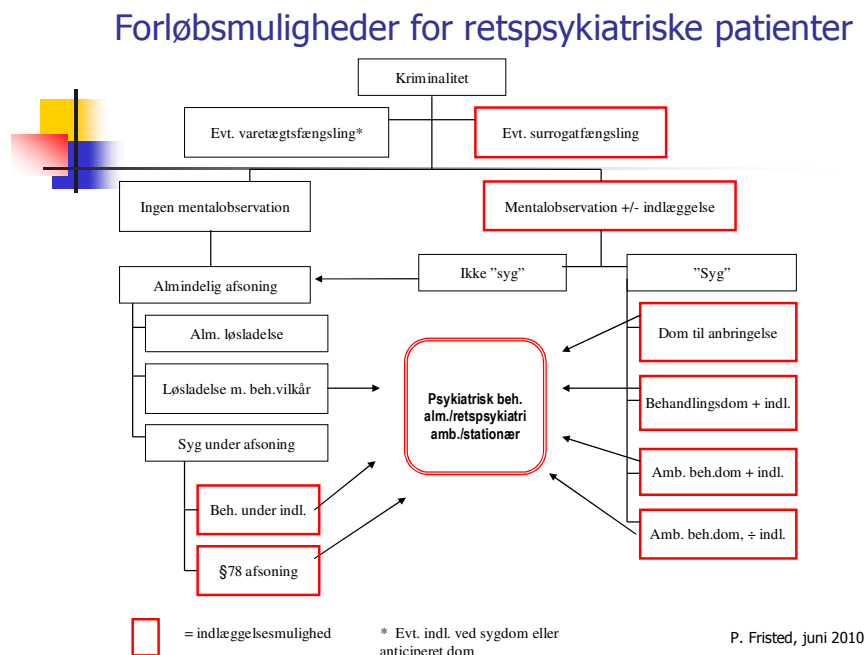 Forløbsmuligheder for retspsykiatriske patienter
Kriminalitet
Evt. varetægtsfængsling*
Evt. surrogatfængsling
Ingen mentalobservation
Mentalobservation +/- indlæggelse
Almindelig afsoning
Ikke ”syg”
”Syg”
Alm. løsladelse
Dom til anbringelse
Løsladelse m. beh.vilkår
Psykiatrisk beh.
alm./retspsykiatri
amb./stationær
Behandlingsdom + indl.
Syg under afsoning
Amb. beh.dom + indl.
Beh. under indl.
Amb. beh.dom, ÷ indl.
§78 afsoning
= indlæggelsesmulighed
* Evt. indl. ved sygdom eller
anticiperet dom
P. Fristed, juni 2010